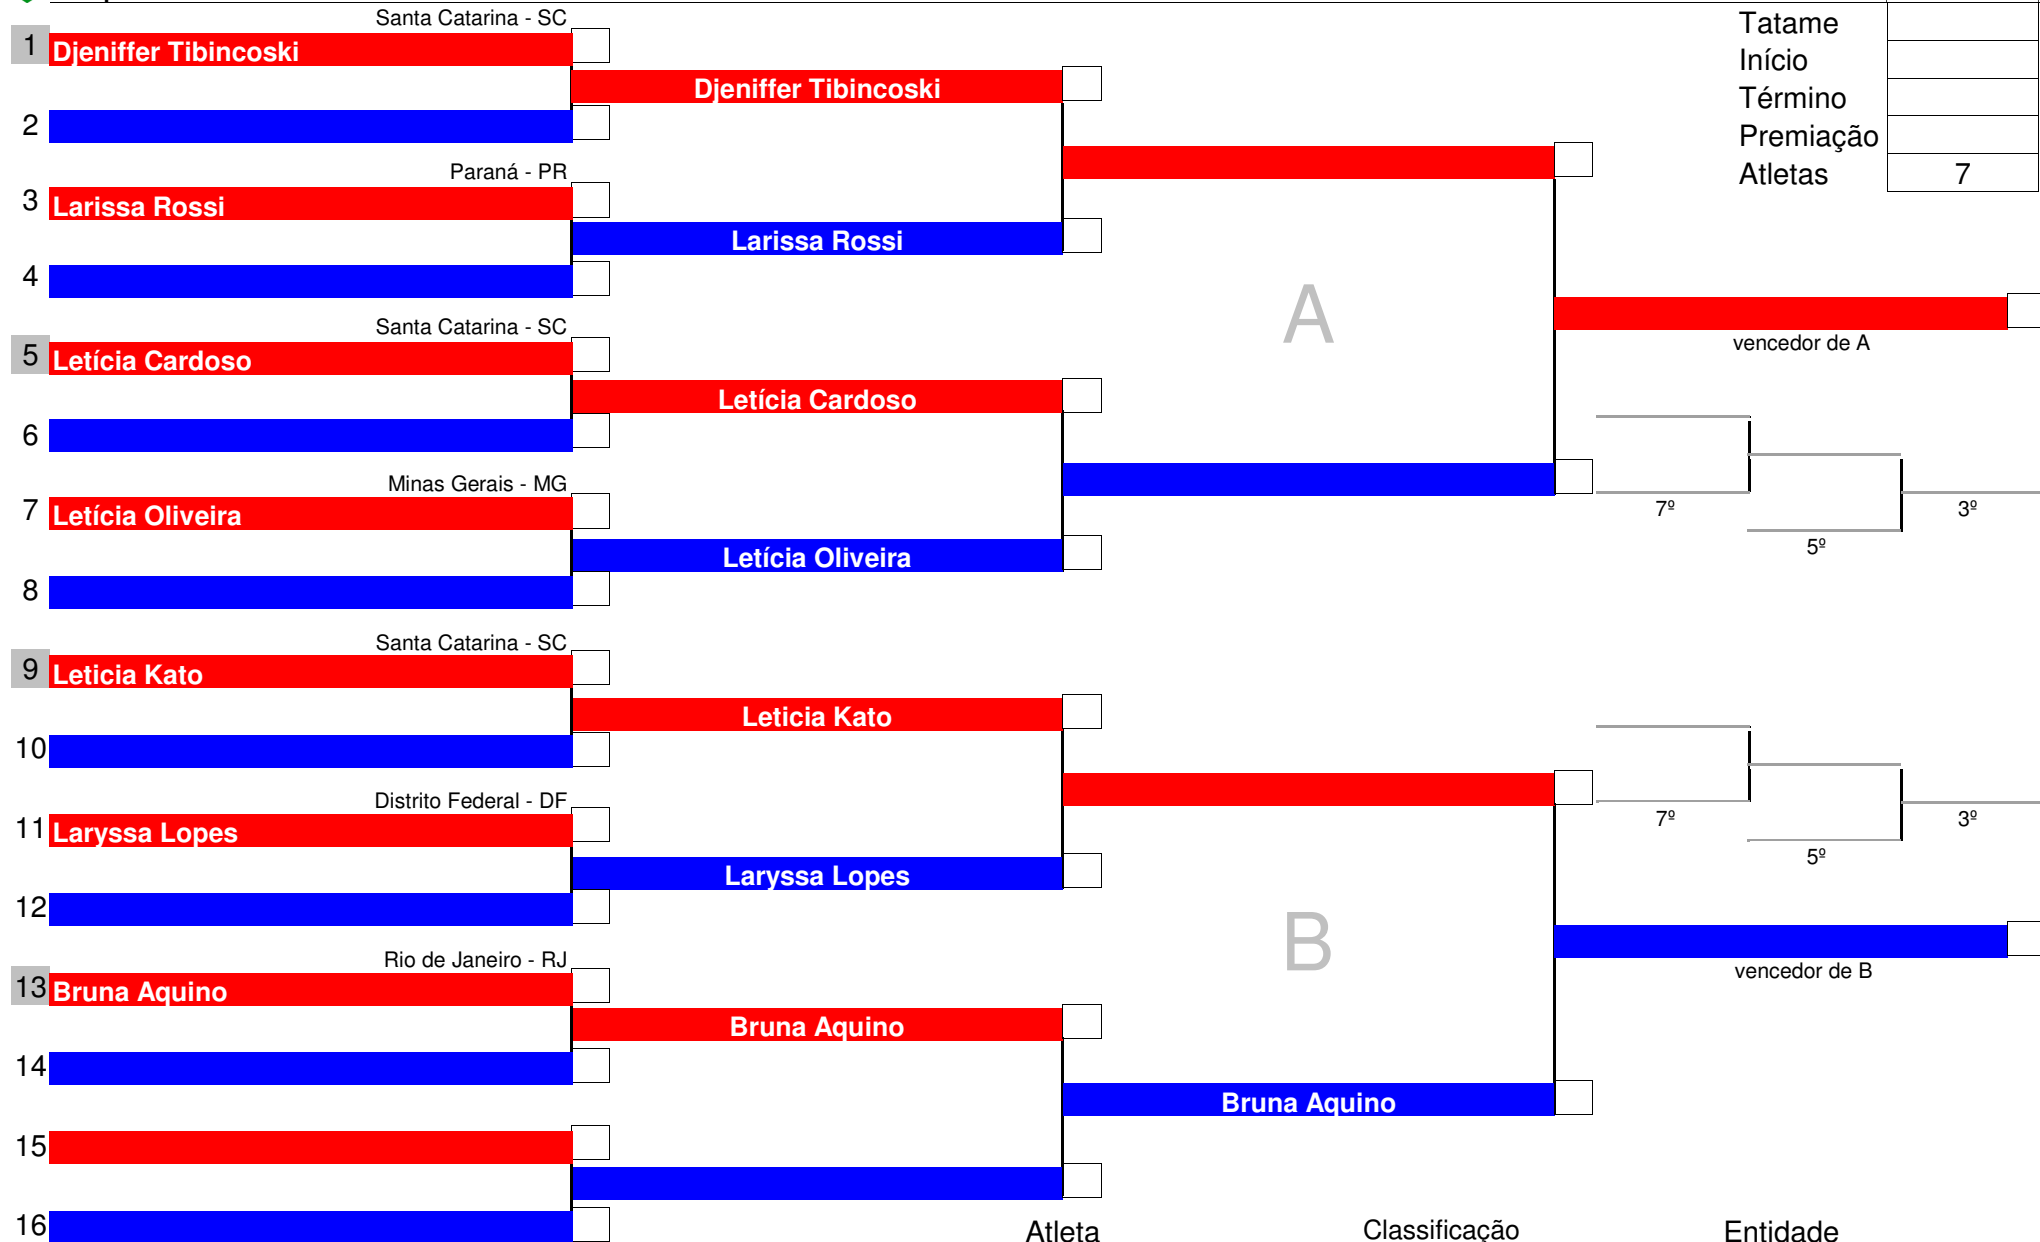 Santa Catarina - SC
1 Djeniffer Tibincoski
Djeniffer Tibincoski
2
Paraná - PR
3 Larissa Rossi
Larissa Rossi
4
Santa Catarina - SC
5 Letícia Cardoso
Letícia Cardoso
6
Minas Gerais - MG
7 Letícia Oliveira
Letícia Oliveira
8
A
vencedor de A
7º
5º
3º
Tatame
Início
Término
Premiação
Atletas 7
Santa Catarina - SC
9 Leticia Kato
Leticia Kato
10
Distrito Federal - DF
11 Laryssa Lopes
Laryssa Lopes
12
Rio de Janeiro - RJ
13 Bruna Aquino
Bruna Aquino
14
Bruna Aquino
15
16
B
7º
5º
3º
vencedor de B
Atleta Classificação Entidade